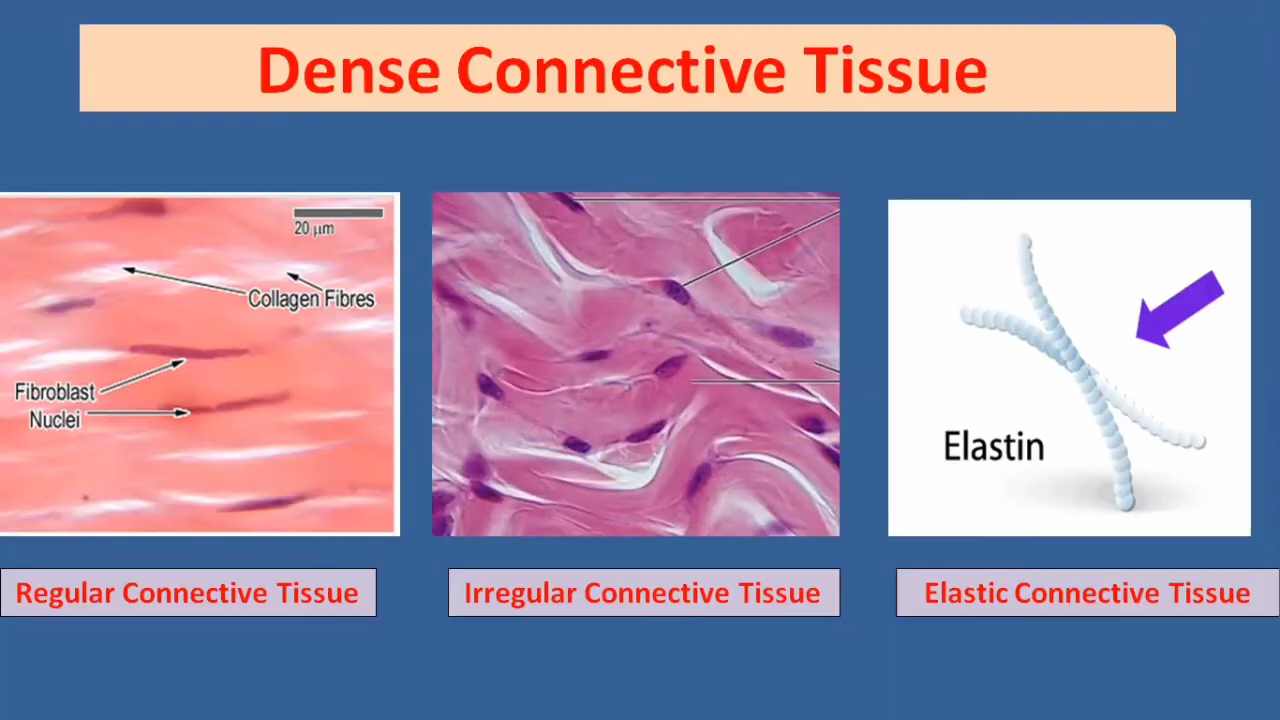 Dense Connective Tissue
20 μm
Collagen Fibres
Fibroblast
Nuclei
Elastin
Regular Connective Tissue
Irregular Connective Tissue
Elastic Connective Tissue